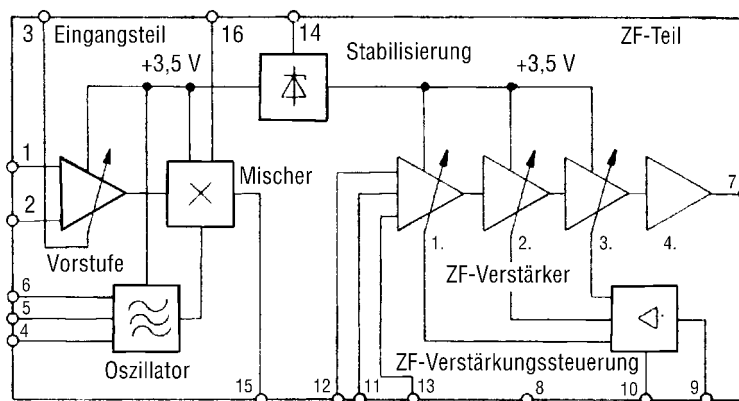 3 Eingangsteil 16 14 Stabilisierung ZF-Teil
+3,5 V +3,5 V
1
2
Mischer
7
Vorstufe
1. 2. 3. 4.
ZF-Verstärker
6
5
4
Oszillator
ZF-Verstärkungssteuerung
15 12 11 13 8 10 9